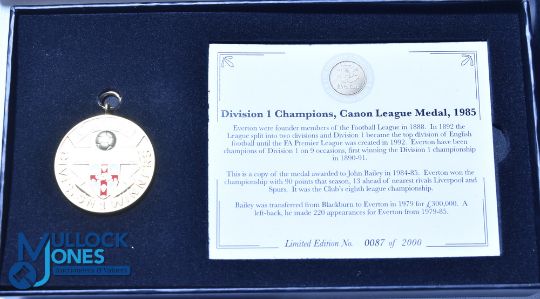 Division 1 Champions, Canon League Medal, 1985
Everton were founder members of the Football League in 1888. In 1892 the
League split into two divisions and Division 1 became the top division of English
football until the FA Premier League was created in 1992. Everton have been
champions of Division 1 on 9 occasions, first winning the Division 1 championship
in 1890-91.
This is a copy of the medal awarded to John Bailey in 1984-85. Everton won the
championship with 90 points that season, 13 ahead of nearest rivals Liverpool and
Spurs. It was the Club's eighth league championship.
Bailey was transferred from Blackburn to Everton in 1979 for £300,000. A
left-back, he made 220 appearances for Everton from 1979-85.
Limited Edition No. 0087 of 2000
MULLOCK
JONES
Auctioneers & Valuers